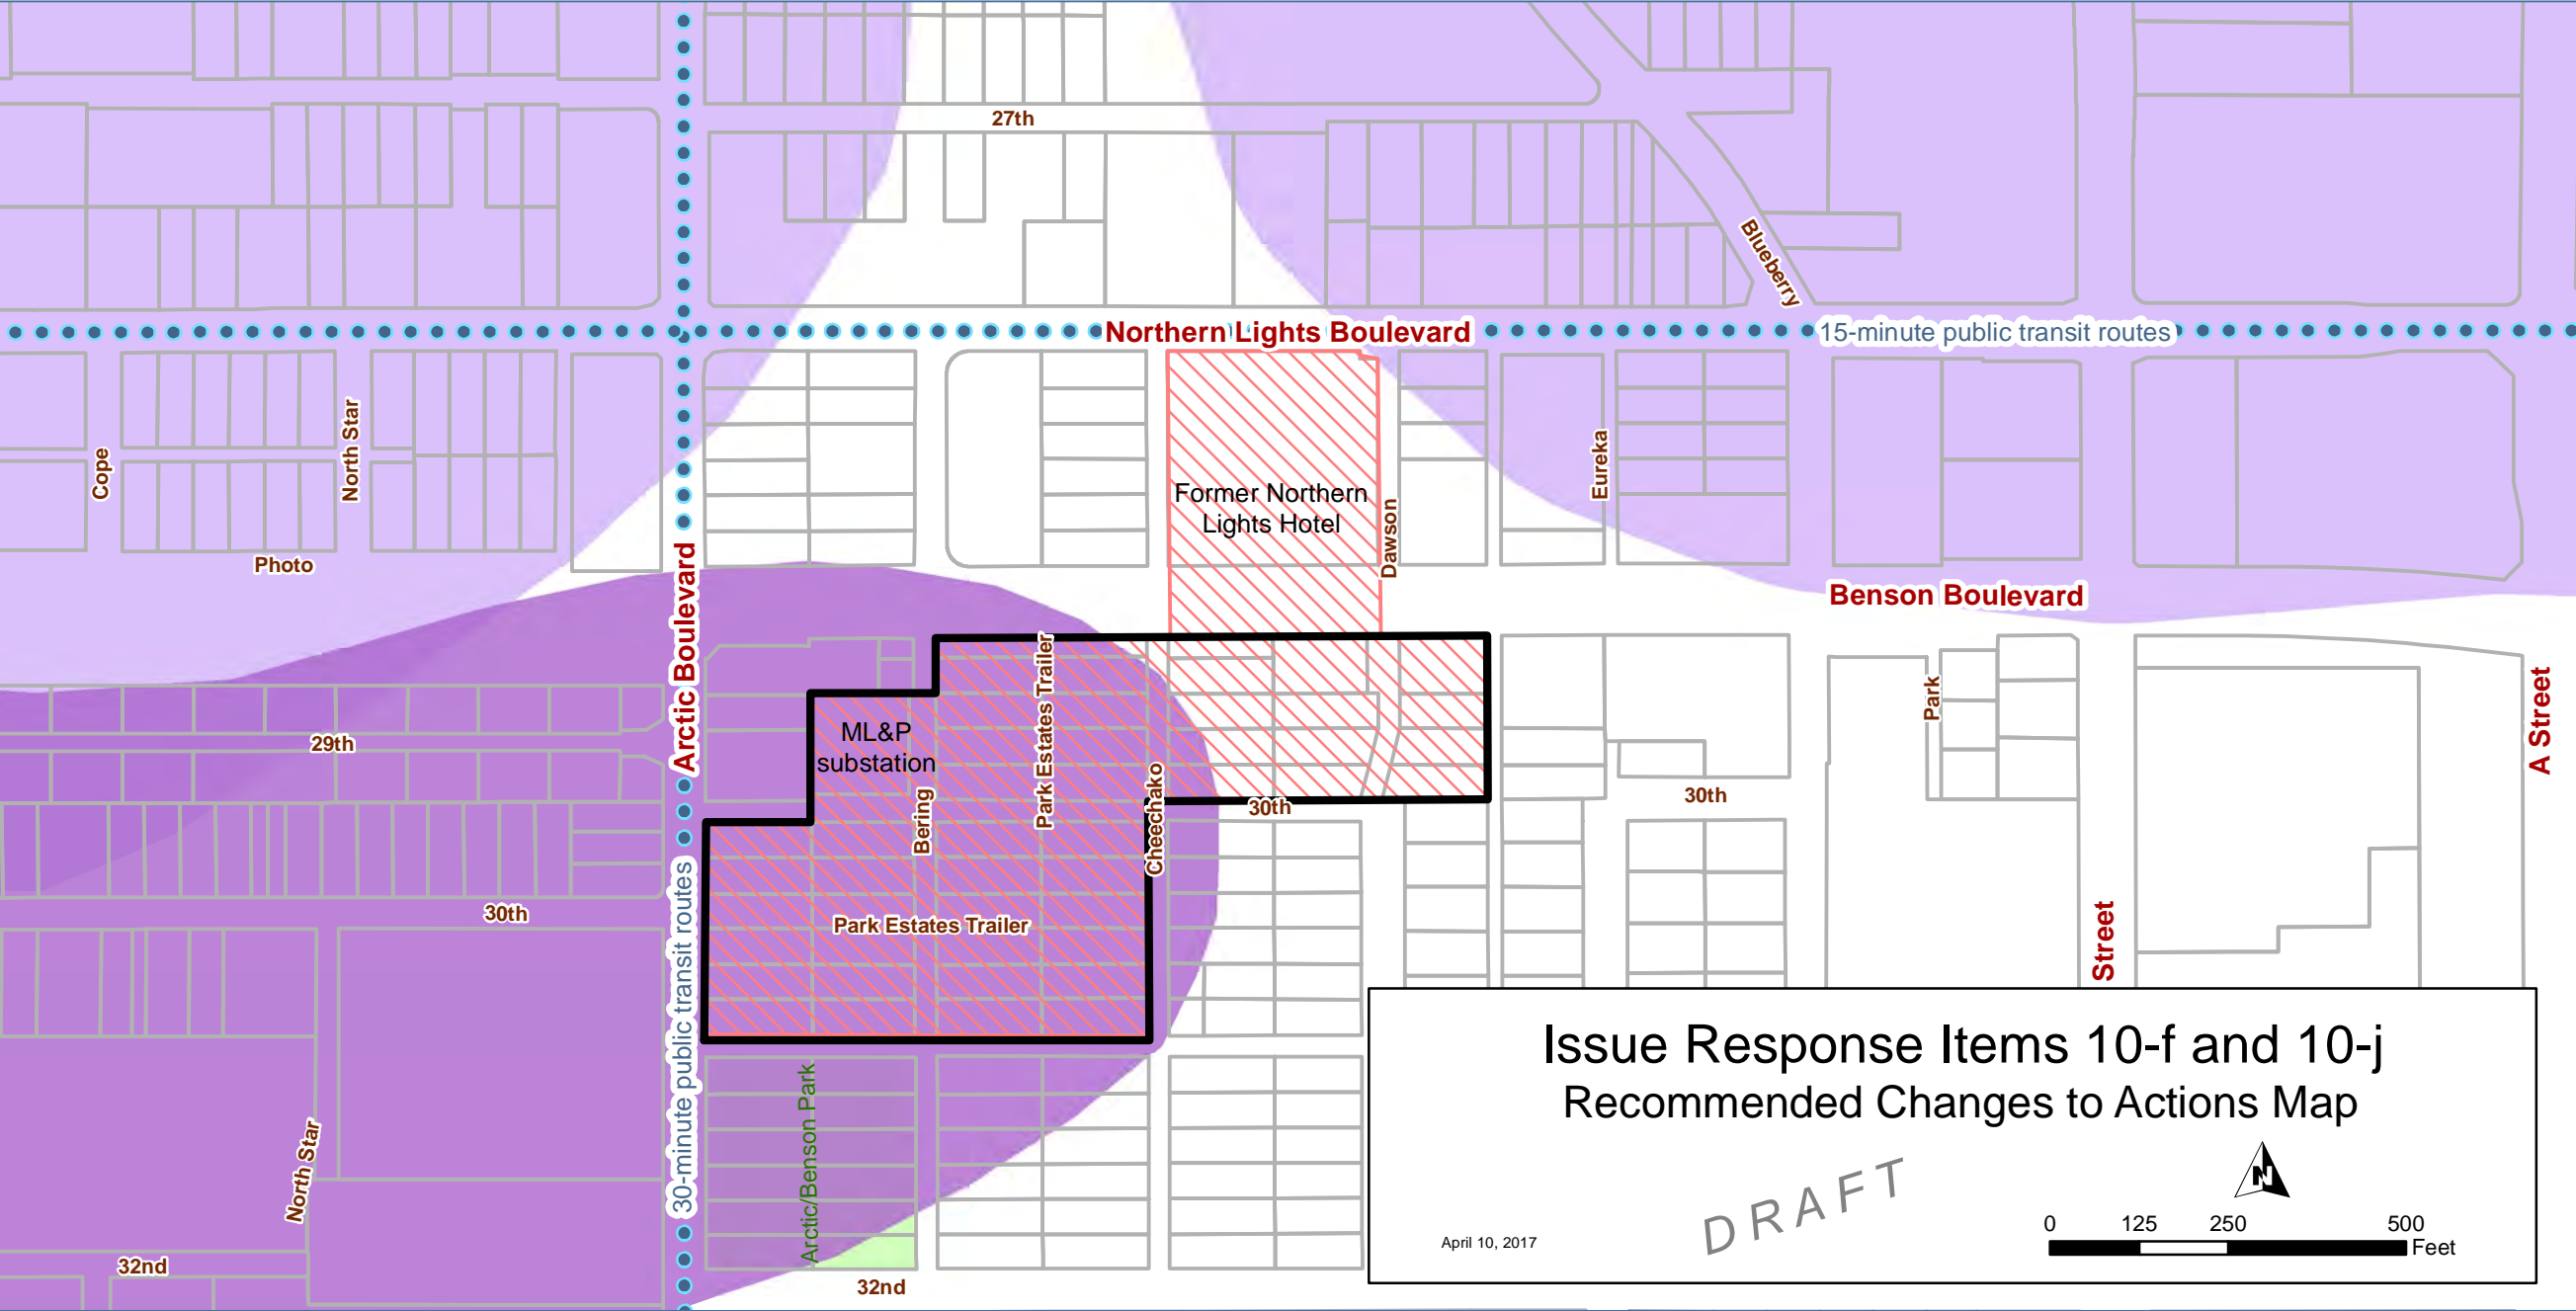 27th
Blueberry
Northern Lights Boulevard
15-minute public transit routes
Cope
North Star
Eureka
Former Northern
Lights Hotel
Dawson
Photo
Arctic Boulevard
Benson Boulevard
Park Estates Trailer
Park
A Street
ML&P
substation
29th
Bering
Cheechako
30th
30th
30th
Park Estates Trailer
Street
30-minute public transit routes
Arctic/Benson Park
North Star
32nd
32nd
Issue Response Items 10-f and 10-j
Recommended Changes to Actions Map
DRAFT
N
April 10, 2017
0 125 250 500
Feet